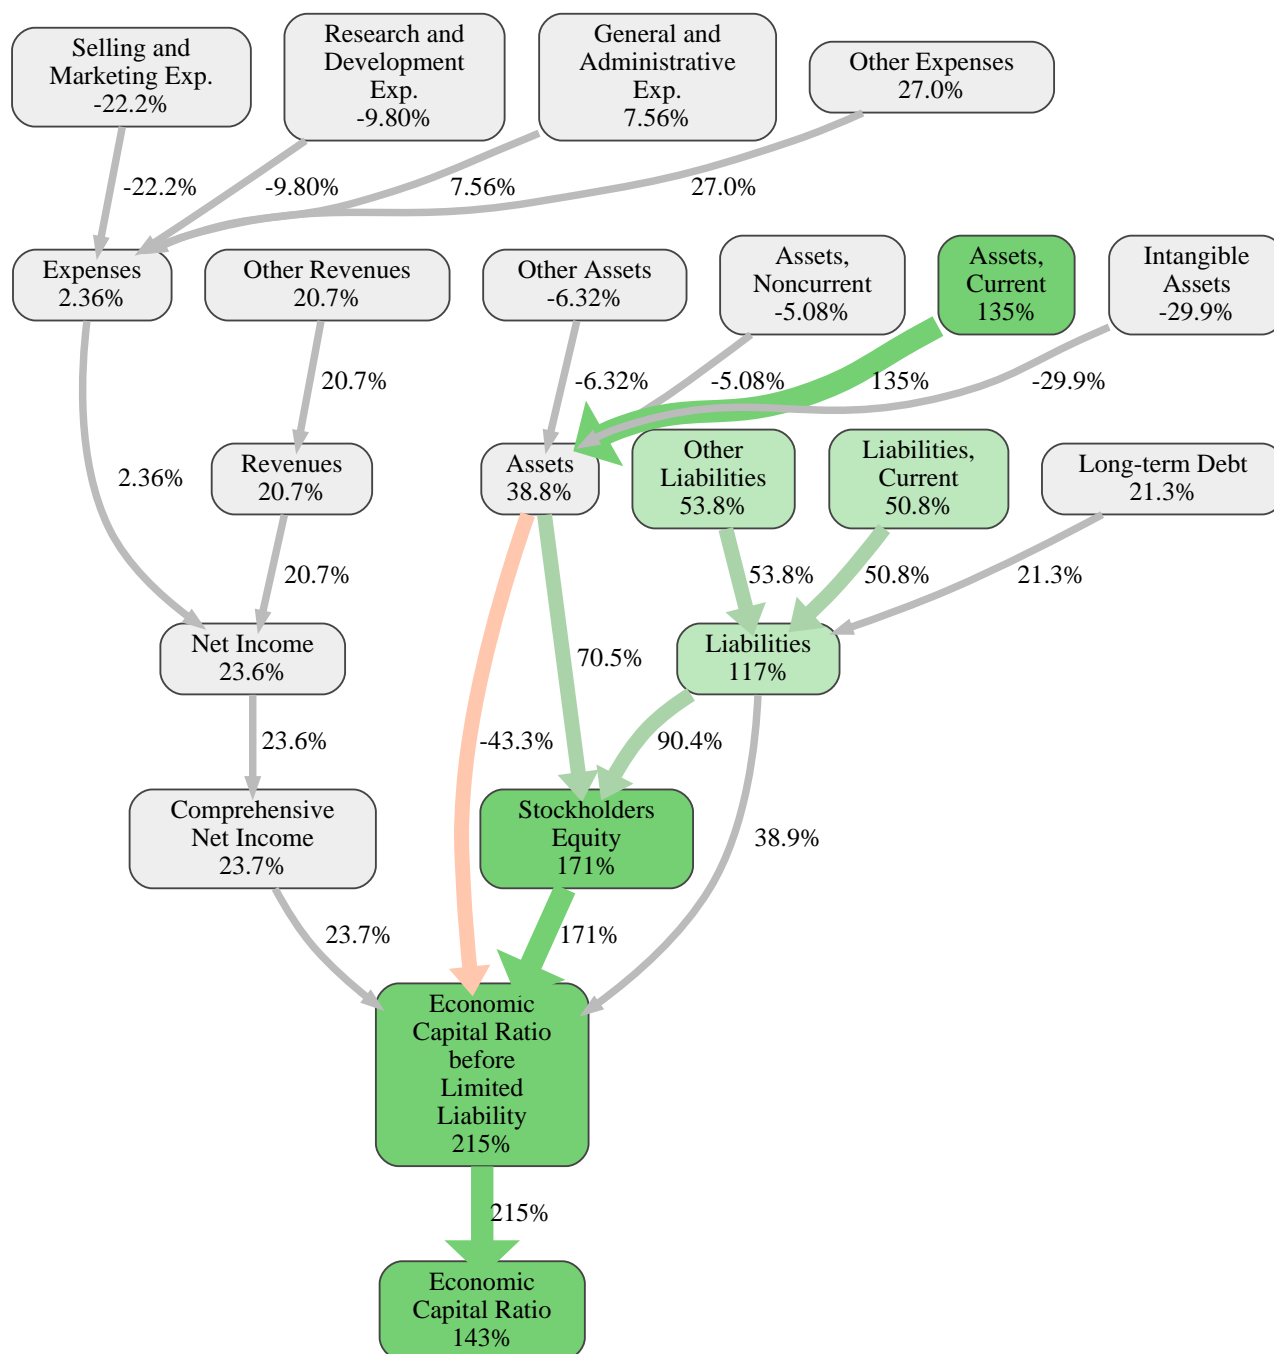 Selling and
Marketing Exp.
-22.2%
Research and
Development
Exp.
-9.80%
General and
Administrative
Exp.
7.56%
Other Expenses
27.0%
-22.2%
-9.80%
7.56%
27.0%
Expenses
2.36%
Other Revenues
20.7%
Other Assets
-6.32%
Assets,
Noncurrent
-5.08%
Assets,
Current
135%
Intangible
Assets
-29.9%
20.7%
-6.32%
-5.08%
135%
-29.9%
2.36%
Revenues
20.7%
Assets
38.8%
Other
Liabilities
53.8%
Liabilities,
Current
50.8%
Long-term Debt
21.3%
20.7%
53.8%
50.8%
21.3%
Net Income
23.6%
70.5%
Liabilities
117%
23.6%
-43.3%
90.4%
Comprehensive
Net Income
23.7%
Stockholders
Equity
171%
38.9%
23.7%
171%
Economic
Capital Ratio
before
Limited
Liability
215%
215%
Economic
Capital Ratio
143%